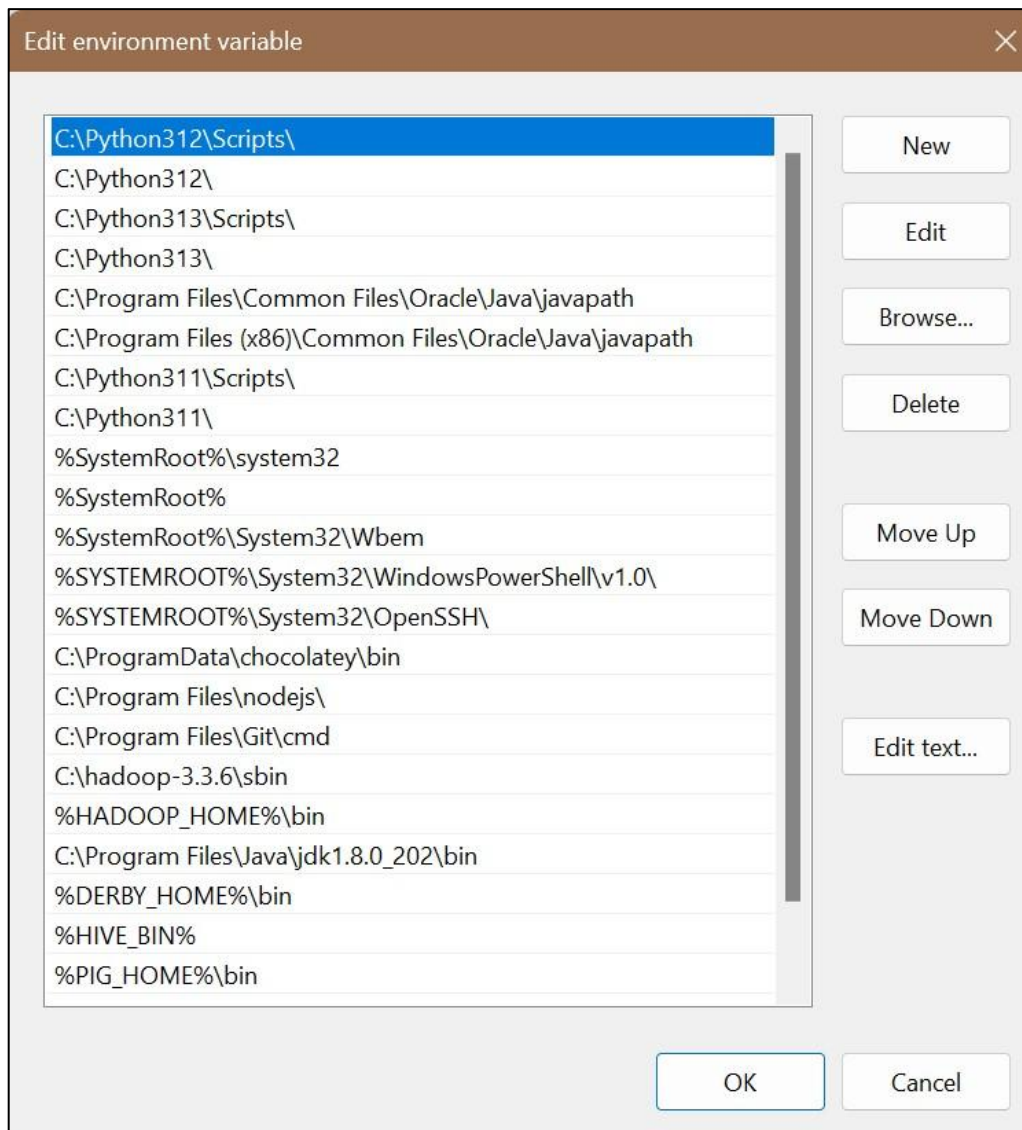 Edit environment variable
C:\Python312\Scripts\
C:\Python312\
C:\Python313\Scripts\
C:\Python313\
C:\Program Files\Common Files\Oracle\Java\javapath
C:\Program Files (x86)\Common Files\Oracle\Java\javapath
C:\Python311\Scripts\
C:\Python311\
%SystemRoot%\system32
%SystemRoot%
%SystemRoot%\System32\Wbem
%SYSTEMROOT%\System32\WindowsPowerShell\v1.0\
%SYSTEMROOT%\System32\OpenSSH\
C:\ProgramData\chocolatey\bin
C:\Program Files\nodejs\
C:\Program Files\Git\cmd
C:\hadoop-3.3.6\sbin
%HADOOP_HOME%\bin
C:\Program Files\Java\jdk1.8.0_202\bin
%DERBY_HOME%\bin
%HIVE_BIN%
%PIG_HOME%\bin
New
Edit
Browse...
Delete
Move Up
Move Down
Edit text...
OK
Cancel